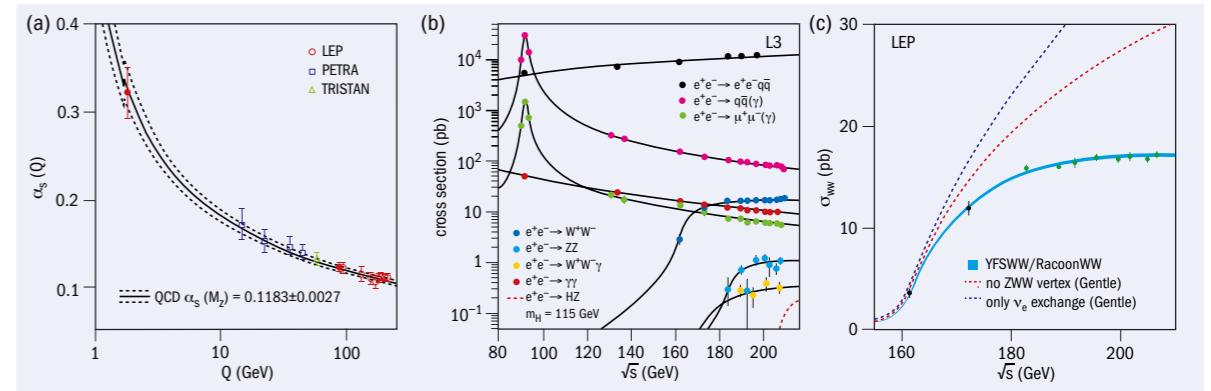 (a)
0.4
0.3
0.2
0.1
αs (Q)
LEP
PETRA
TRISTAN
QCD αs (Mz) = 0.1183±0.0027
1
10
100
Q (GeV)
(b)
L3
10⁴
10³
10²
10
1
10⁻¹
cross section (pb)
e⁺e⁻→ e⁺e⁻qq̄
e⁺e⁻→ qq̄(γ)
e⁺e⁻→ μ⁺μ⁻(γ)
e⁺e⁻→ W⁺W⁻
e⁺e⁻→ ZZ
e⁺e⁻→ W⁺W⁻γ
e⁺e⁻→ γγ
e⁺e⁻→ HZ
mH = 115 GeV
80 100 120 140 160 180 200
√s (GeV)
(c)
LEP
30
20
10
0
σww (pb)
YFSWW/RacoonWW
no ZWW vertex (Gentle)
only νe exchange (Gentle)
160 180 200
√s (GeV)